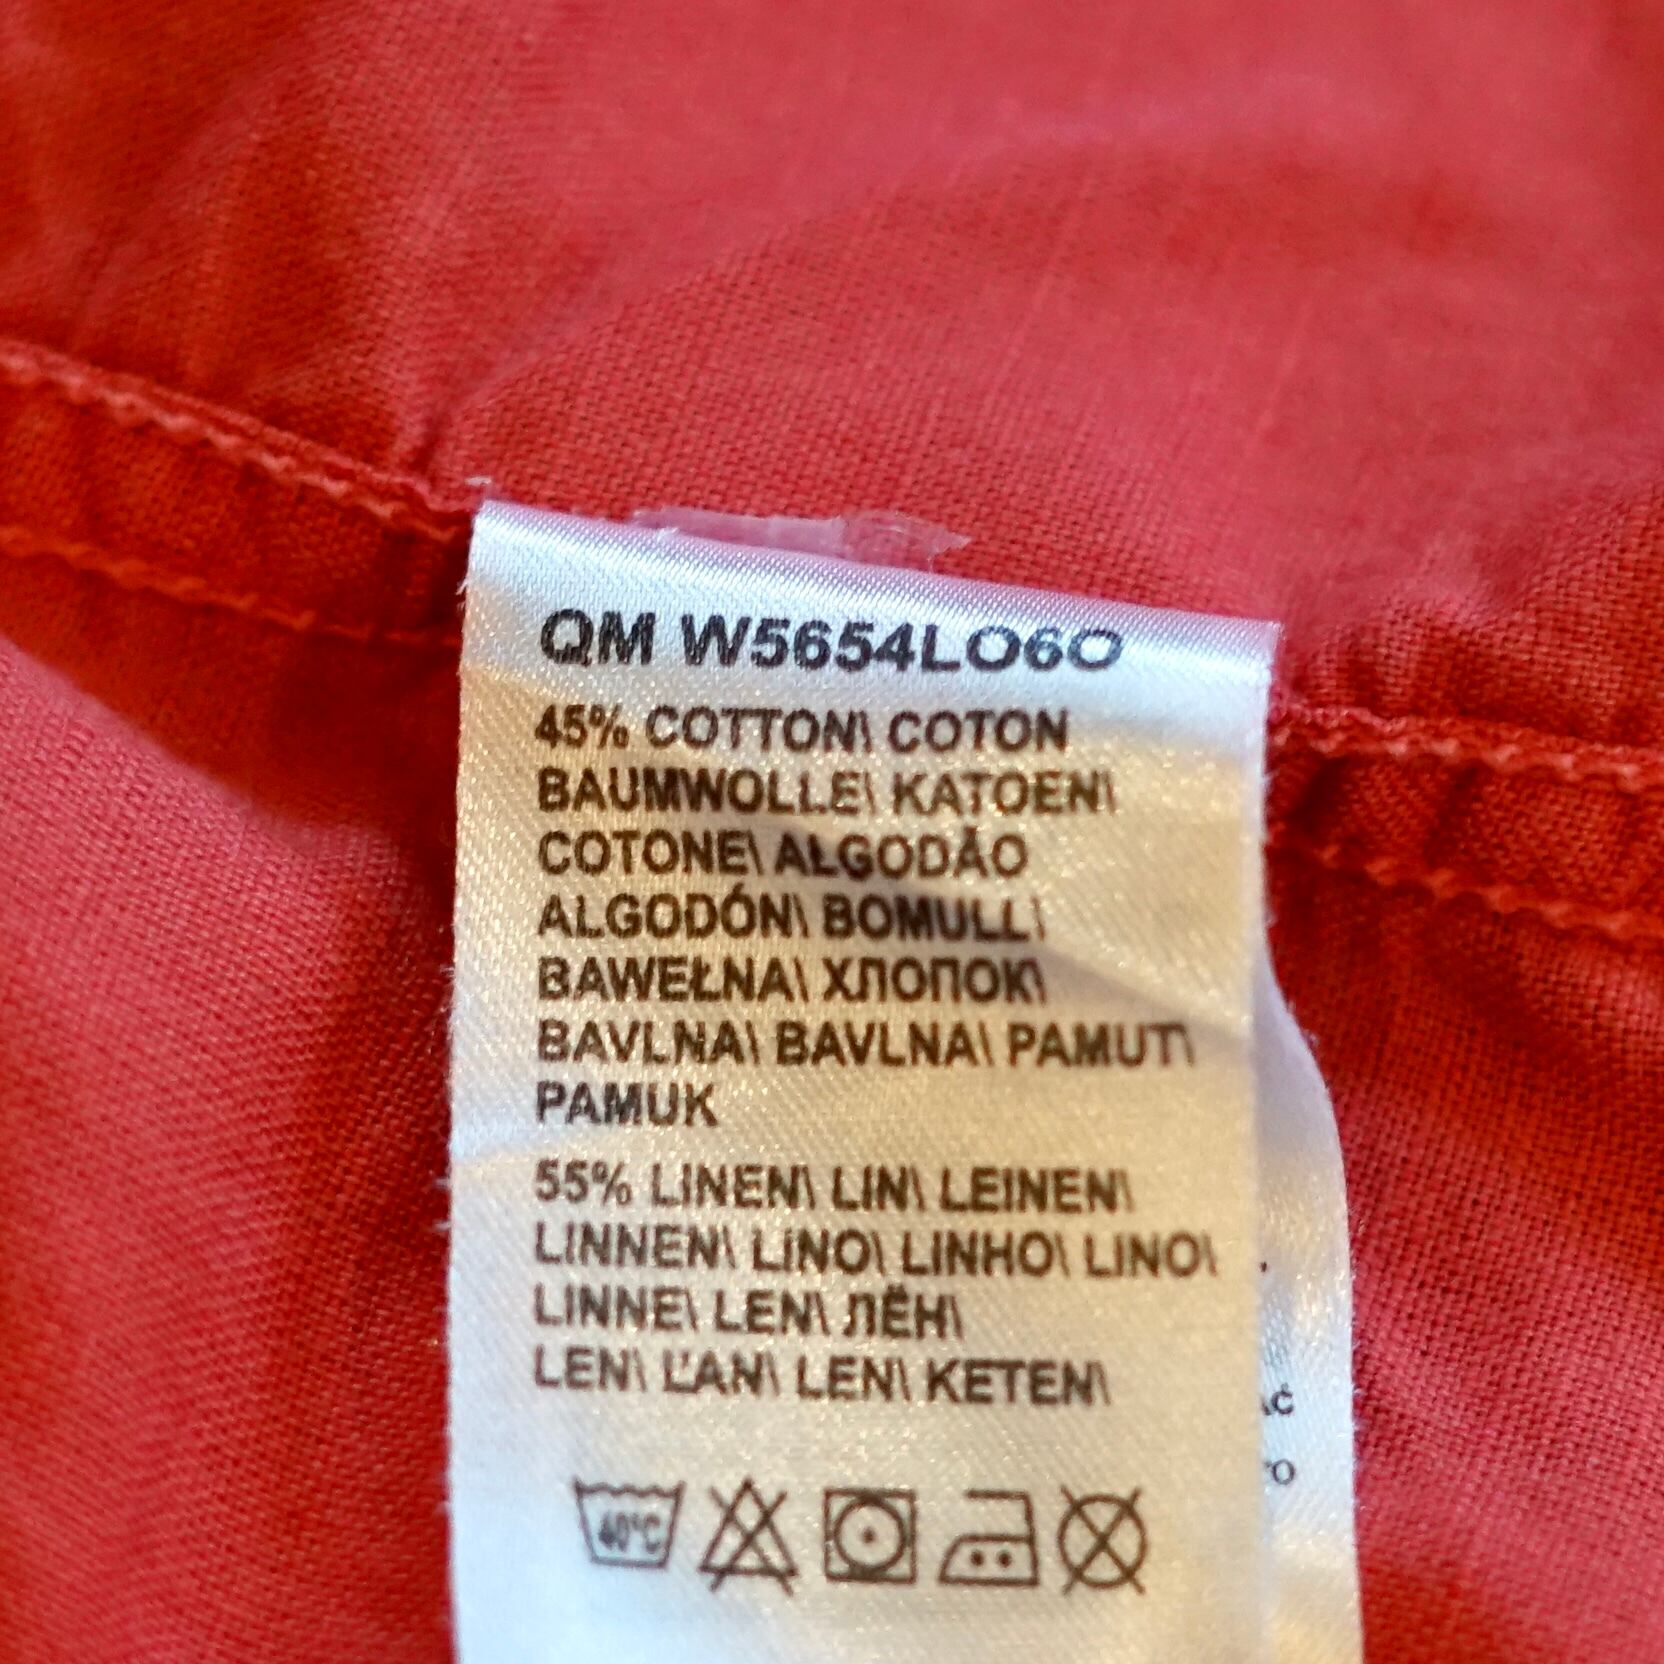 QM W5654LO6O
45% COTTON\ COTON
BAUMWOLLE\ KATOEN\
COTONE\ ALGODÃO
ALGODÓN\ BOMULL\
BAWEŁNA\ ХЛОПОК\
BAVLNA\ BAVLNA\ PAMUT\
PAMUK
55% LINEN\ LIN\ LEINEN\
LINNEN\ LINO\ LINHO\ LINO\
LINNE\ LEN\ ЛЁН\
LEN\ ĽAN\ LEN\ KETEN\
40°C